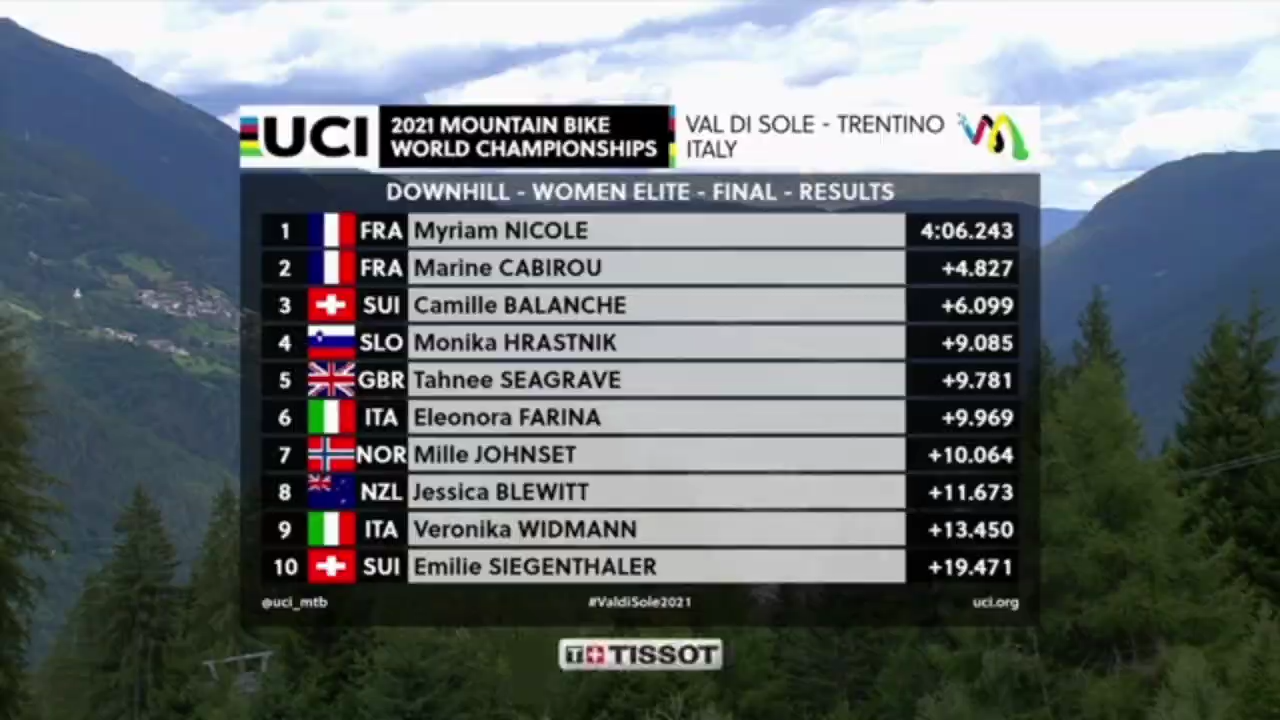 UCI
2021 MOUNTAIN BIKE
WORLD CHAMPIONSHIPS
VAL DI SOLE - TRENTINO
ITALY
DOWNHILL - WOMEN ELITE - FINAL - RESULTS
1 FRA Myriam NICOLE 4:06.243
2 FRA Marine CABIROU +4.827
3 SUI Camille BALANCHE +6.099
4 SLO Monika HRASTNIK +9.085
5 GBR Tahnee SEAGRAVE +9.781
6 ITA Eleonora FARINA +9.969
7 NOR Mille JOHNSET +10.064
8 NZL Jessica BLEWITT +11.673
9 ITA Veronika WIDMANN +13.450
10 SUI Emilie SIEGENTHALER +19.471
@uci_mtb #ValdiSole2021 uci.org
T+ TISSOT